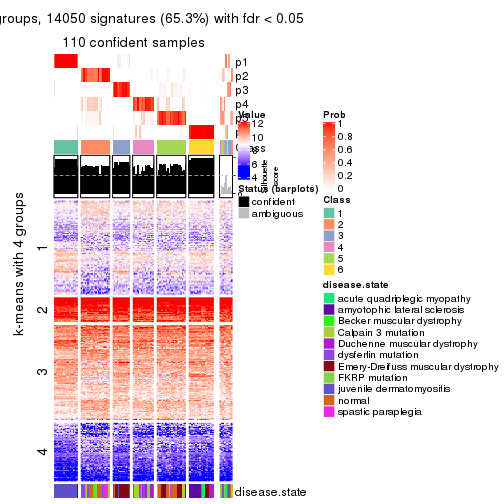 groups, 14050 signatures (65.3%) with fdr < 0.05
110 confident samples
p1
p2
p3
p4
p5
Value
12
10
8
6
4
Prob
1
0.8
0.6
0.4
0.2
0
Silhouette
score
Status (barplots)
confident
ambiguous
Class
1
2
3
4
5
6
k-means with 4 groups
1
2
3
4
disease.state
acute quadriplegic myopathy
amyotophic lateral sclerosis
Becker muscular dystrophy
Calpain 3 mutation
Duchenne muscular dystrophy
dysferlin mutation
Emery-Dreifuss muscular dystrophy
FKRP mutation
juvenile dermatomyositis
normal
spastic paraplegia
disease.state